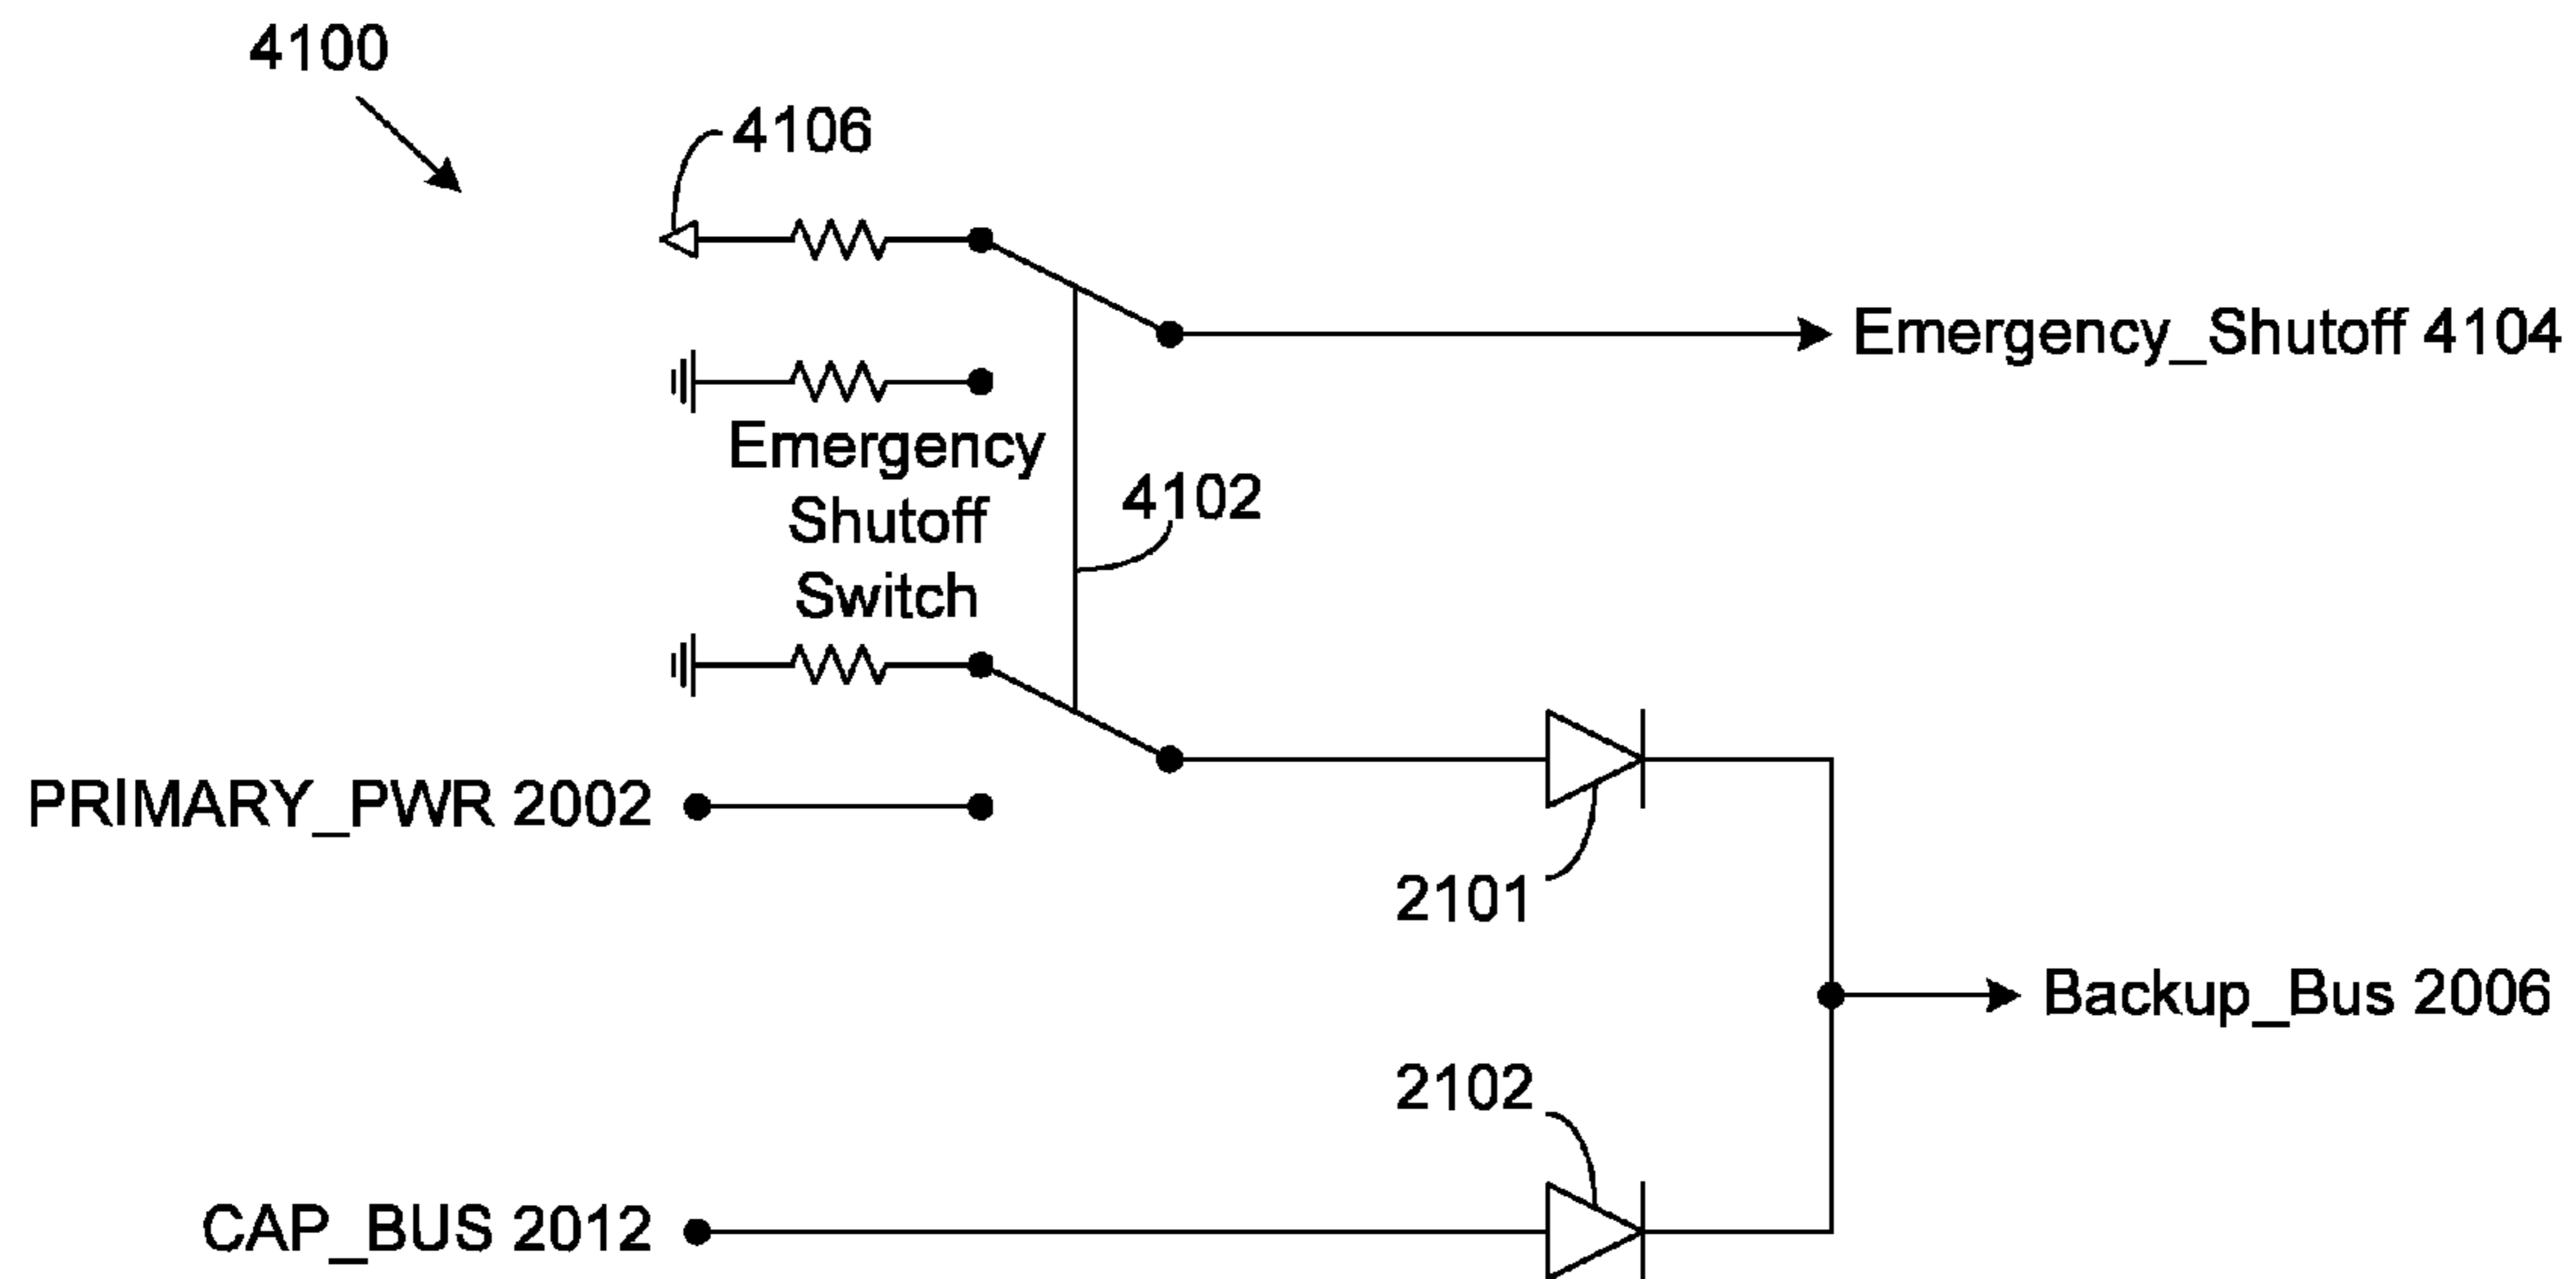 4100
4106
Emergency_Shutoff 4104
Emergency
Shutoff
Switch
4102
PRIMARY_PWR 2002
2101
Backup_Bus 2006
2102
CAP_BUS 2012